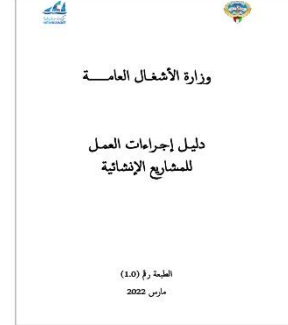 وزارة الأشغال العامـــة
دليل إجراءات العمل
للمشاريع الإنشائية
الطبعة رقم (1.0)
مارس 2022